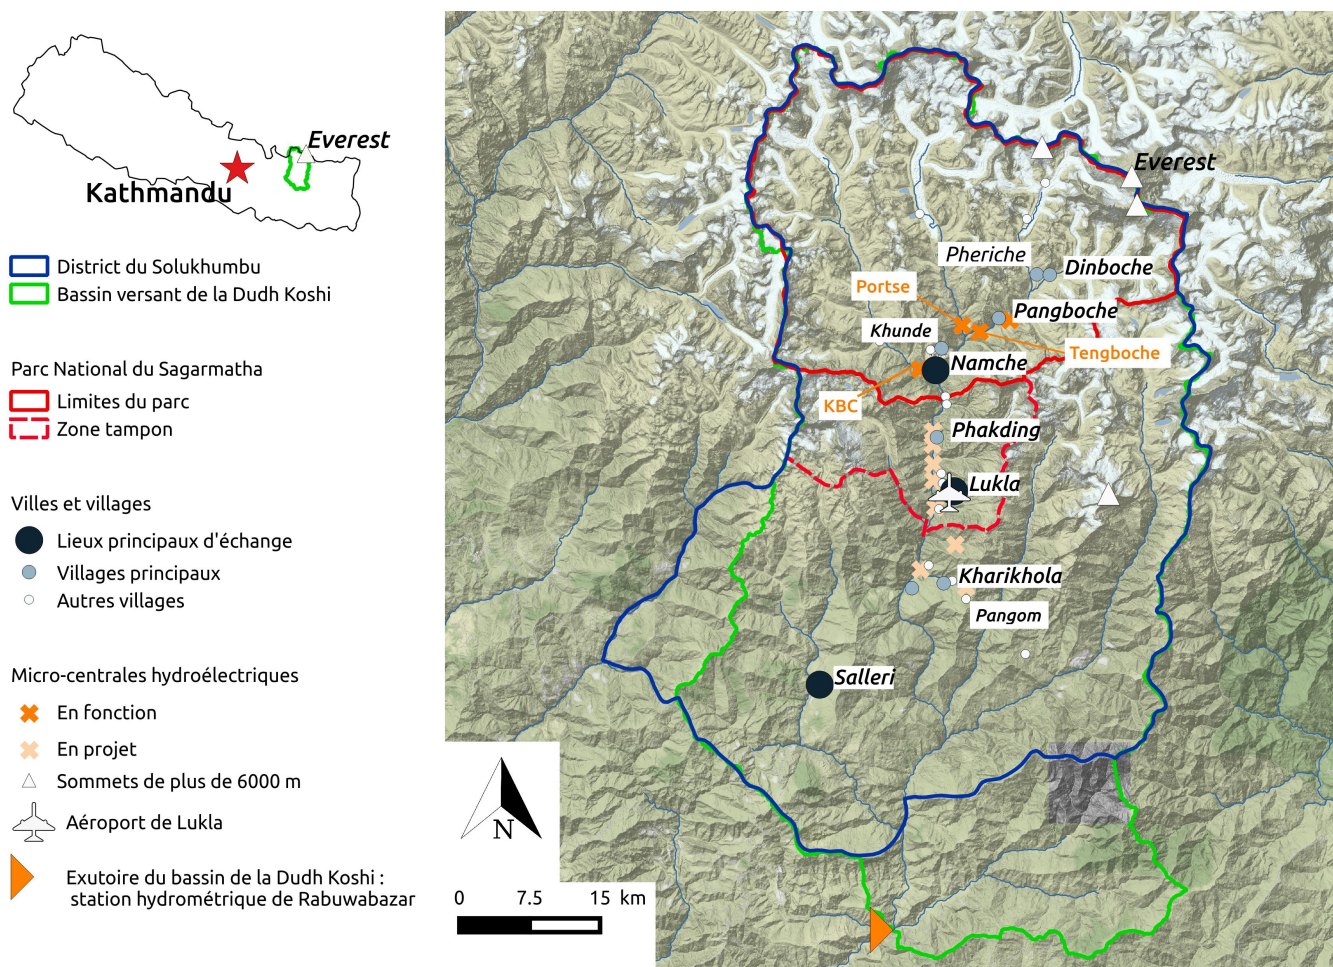 Everest
Kathmandu
District du Solukhumbu
Bassin versant de la Dudh Koshi
Parc National du Sagarmatha
Limites du parc
Zone tampon
Villes et villages
Lieux principaux d'échange
Villages principaux
Autres villages
Micro-centrales hydroélectriques
En fonction
En projet
Sommets de plus de 6000 m
Aéroport de Lukla
Exutoire du bassin de la Dudh Koshi :
station hydrométrique de Rabuwabazar
Everest
Pheriche
Dinboche
Portse
Pangboche
Khunde
Tengboche
Namche
KBC
Phakding
Lukla
Kharikhola
Pangom
Salleri
N
0 7.5 15 km